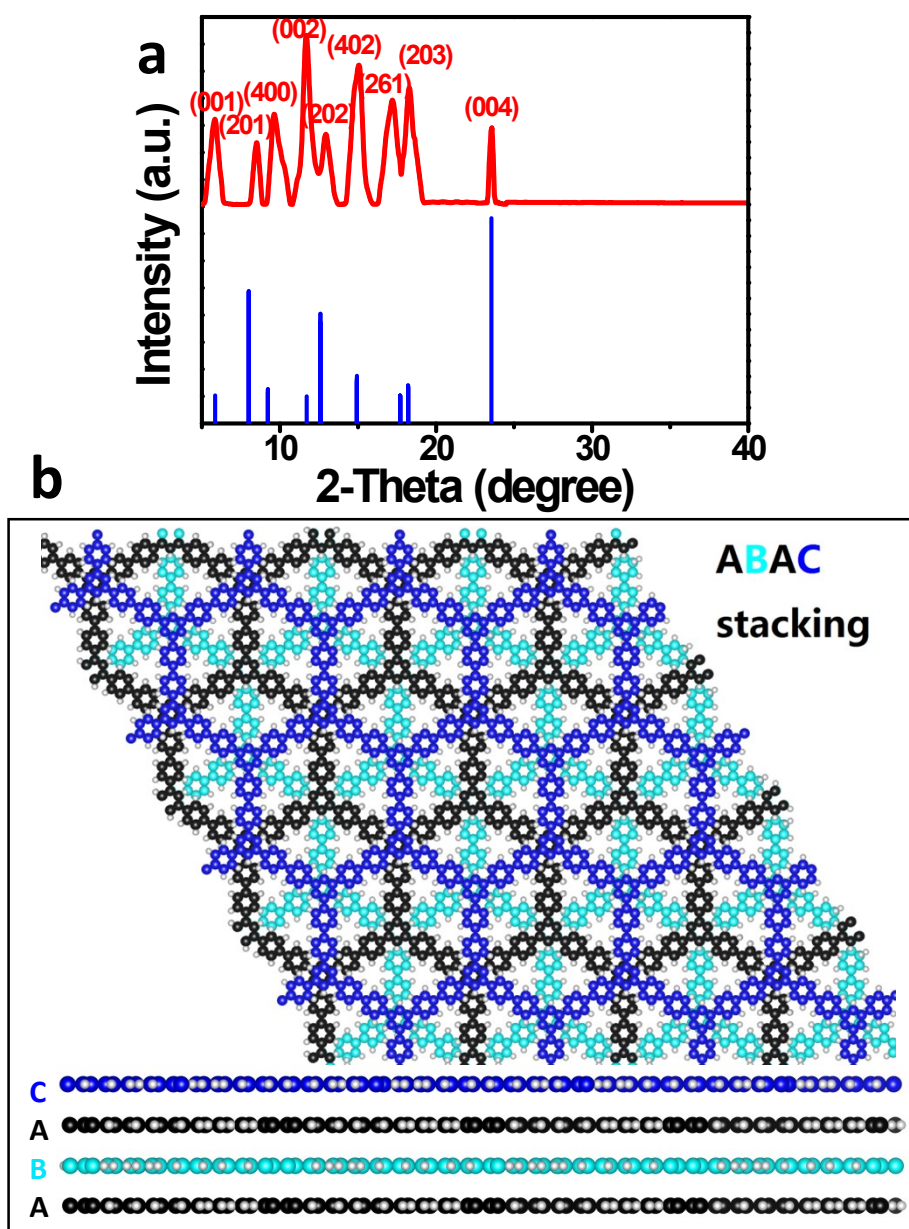 a
Intensity (a.u.)
(001)
(201)
(400)
(002)
(202)
(402)
(261)
(203)
(004)
10
20
30
40
2-Theta (degree)
b
ABAC
stacking
C
A
B
A